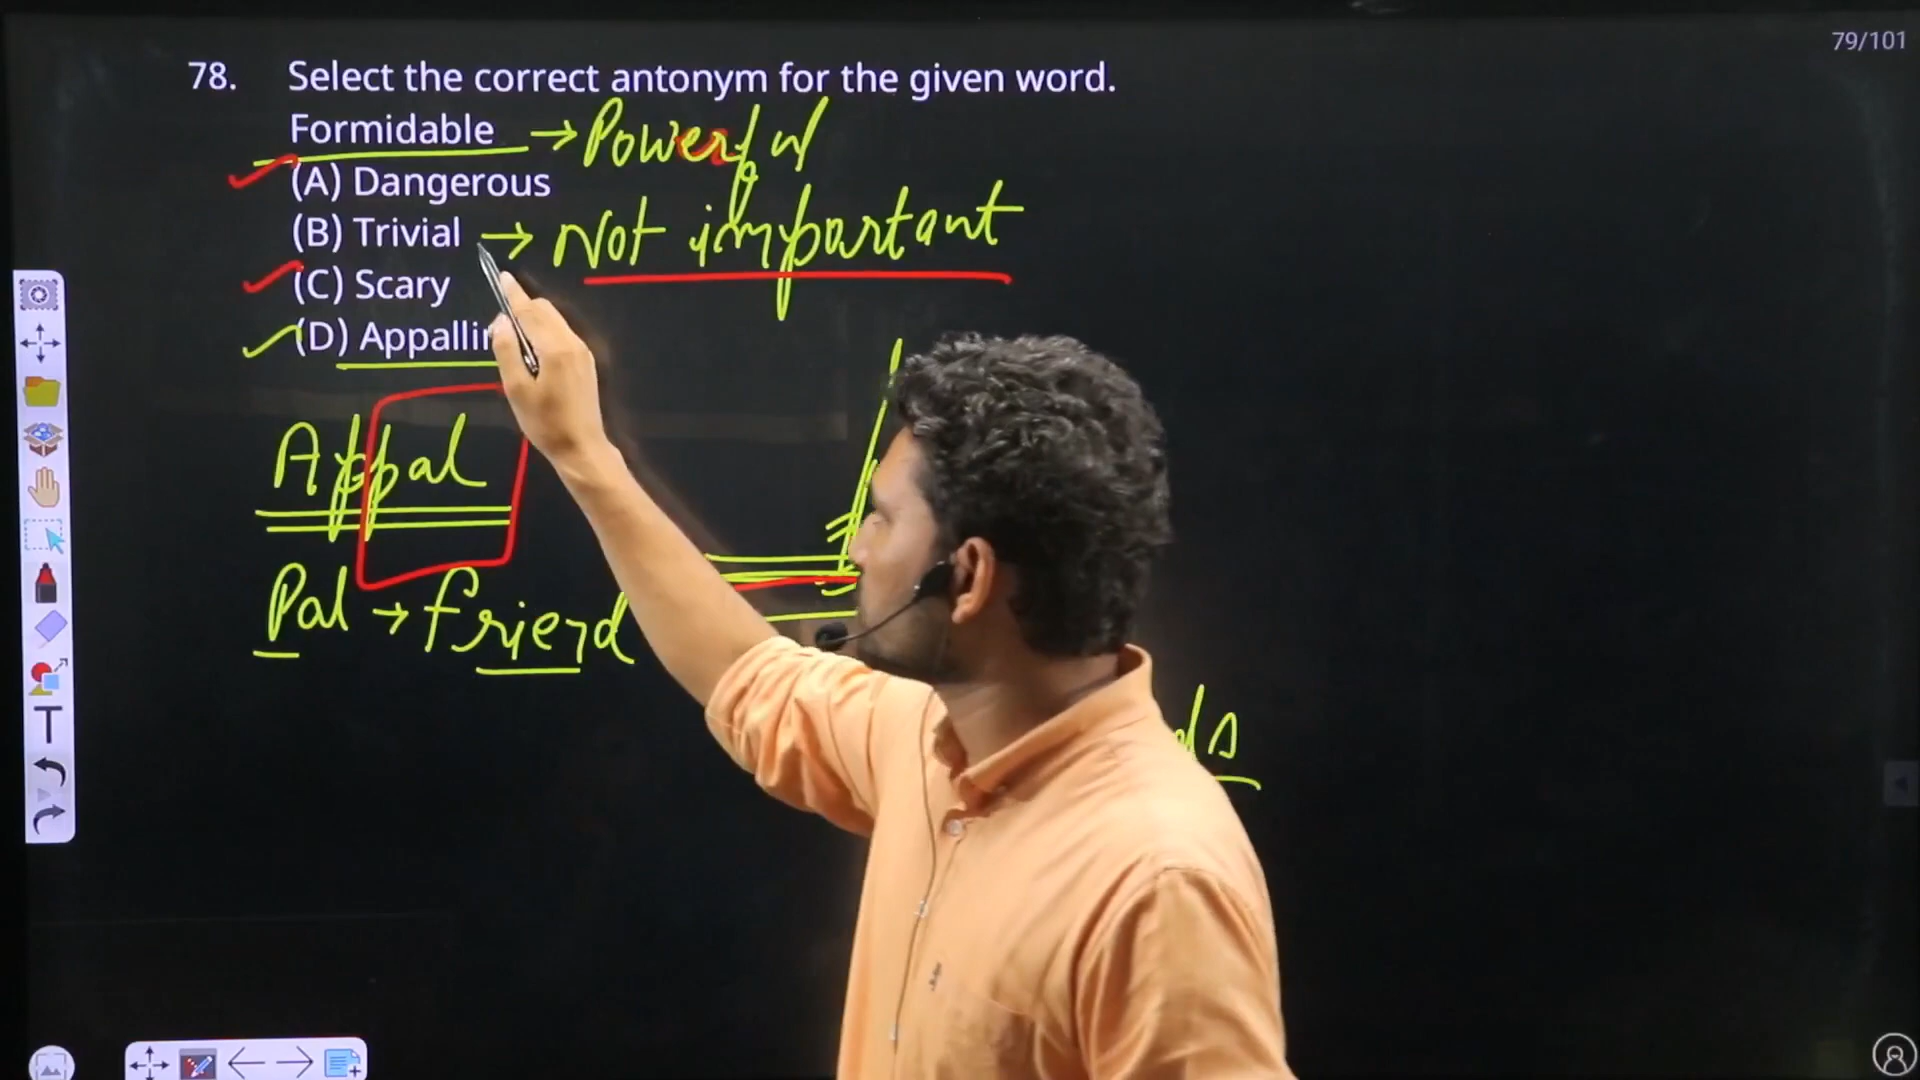 79/101
78. Select the correct antonym for the given word.
Formidable → Powerful
(A) Dangerous
(B) Trivial → Not important
(C) Scary
(D) Appallin
Appal
Pal → friend
ds
T